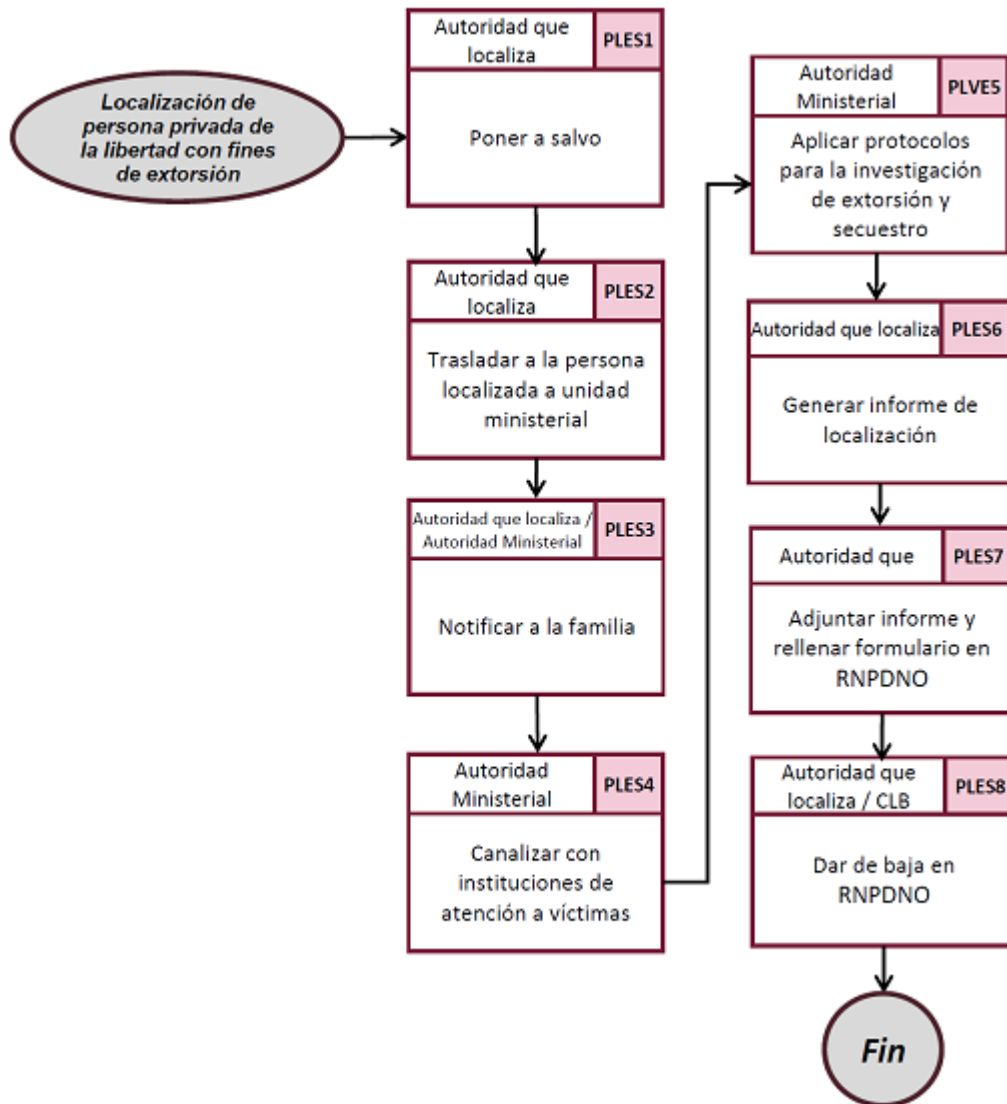 Localización de
persona privada de
la libertad con fines
de extorsión
Autoridad que
localiza
PLES1
Poner a salvo
Autoridad que
localiza
PLES2
Trasladar a la persona
localizada a unidad
ministerial
Autoridad que localiza /
Autoridad Ministerial
PLES3
Notificar a la familia
Autoridad
Ministerial
PLES4
Canalizar con
instituciones de
atención a víctimas
Autoridad
Ministerial
PLVE5
Aplicar protocolos
para la investigación
de extorsión y
secuestro
Autoridad que localiza
PLES6
Generar informe de
localización
Autoridad que
PLES7
Adjuntar informe y
rellenar formulario en
RNPDNO
Autoridad que
localiza / CLB
PLES8
Dar de baja en
RNPDNO
Fin